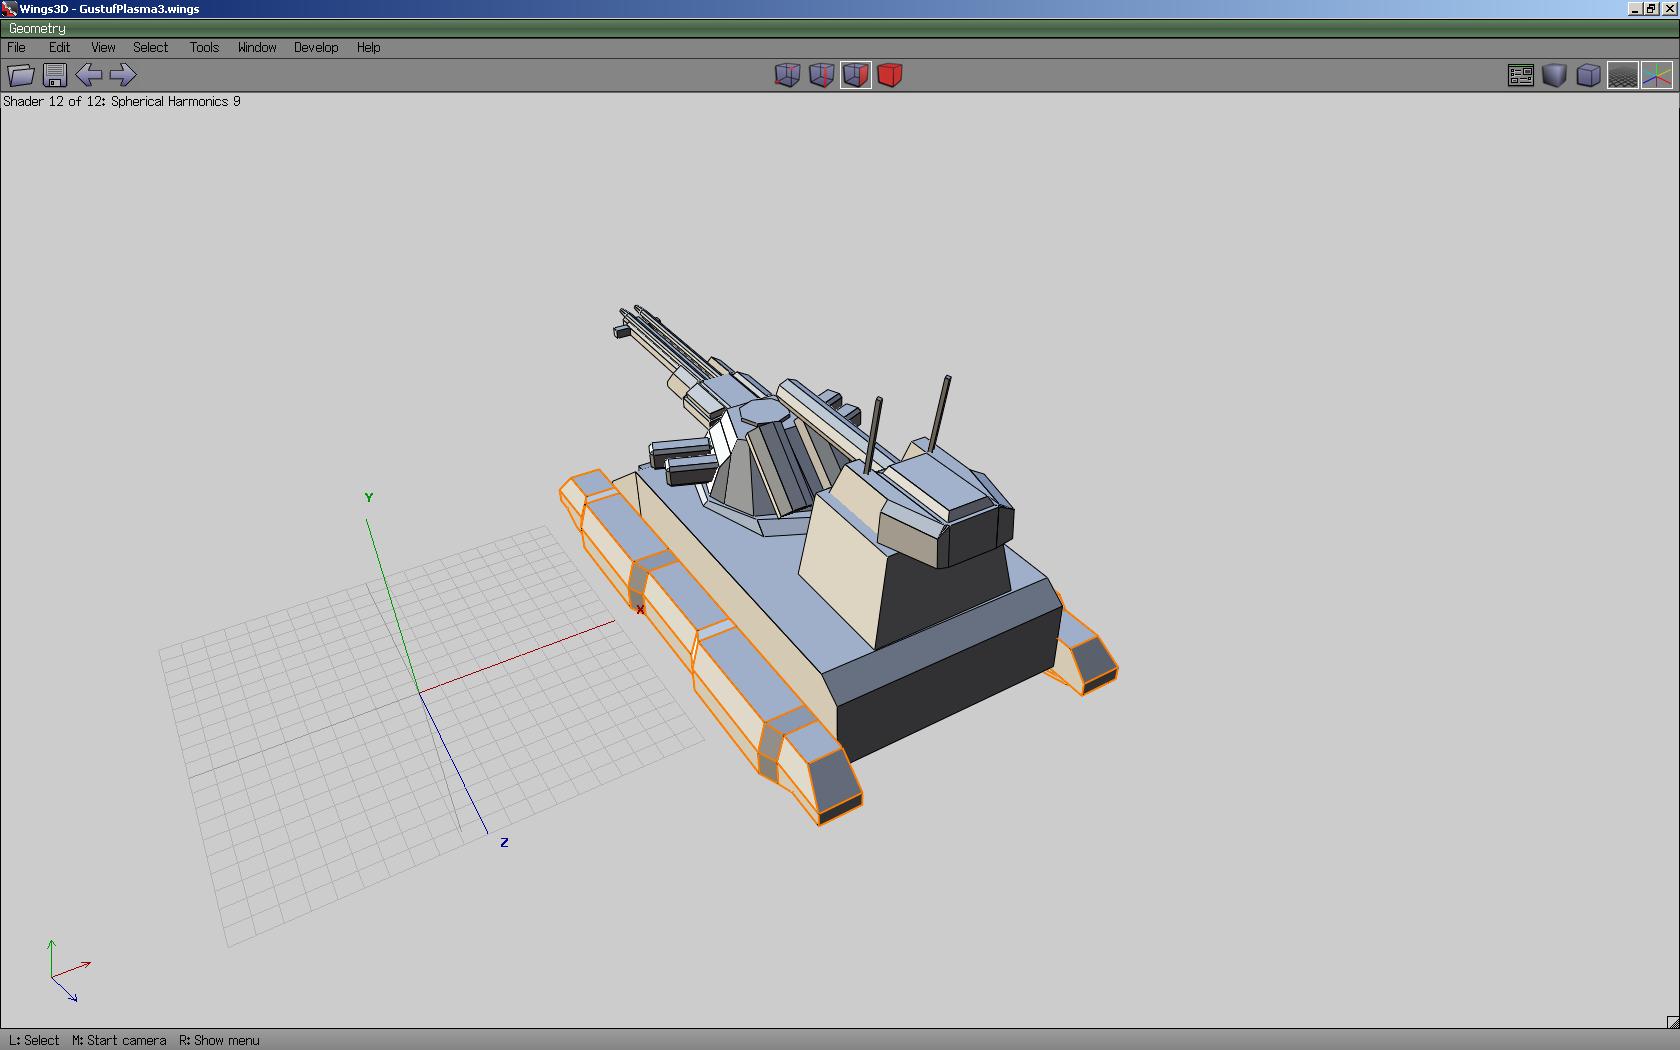 Wings3D - GustufPlasma3.wings
Geometry
File Edit View Select Tools Window Develop Help
Shader 12 of 12: Spherical Harmonics 9
Y
X
Z
L: Select M: Start camera R: Show menu